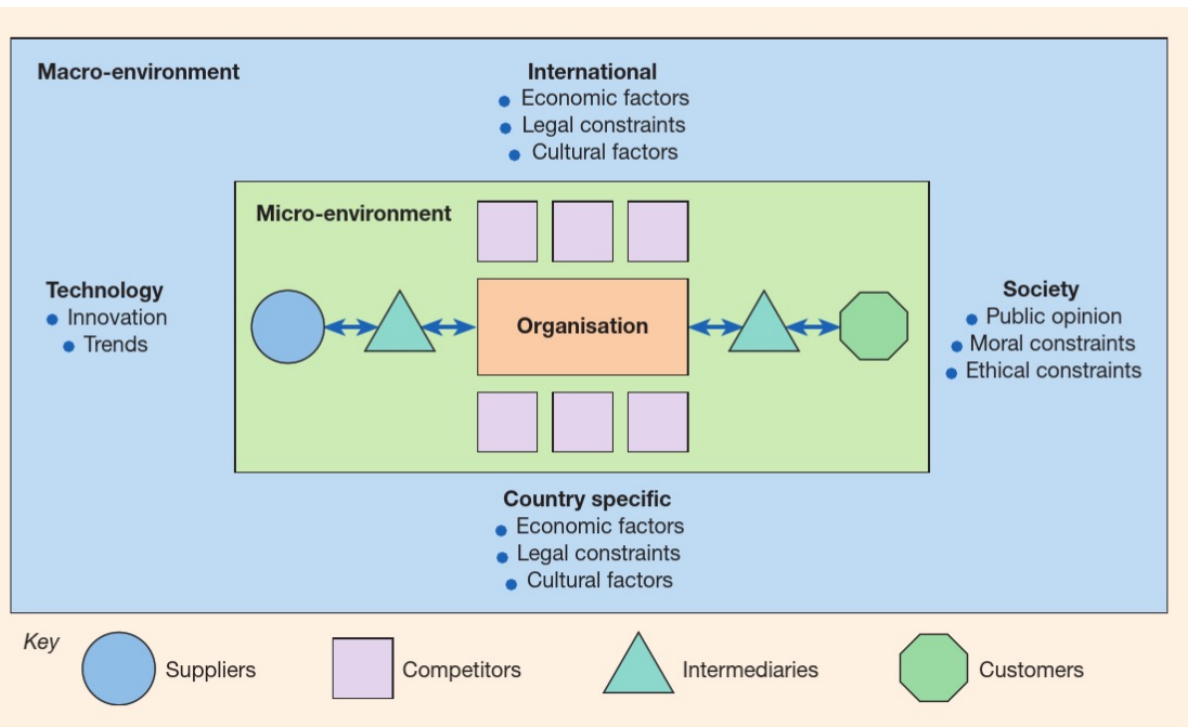 Macro-environment
International
• Economic factors
• Legal constraints
• Cultural factors
Micro-environment
Technology
• Innovation
• Trends
Organisation
Society
• Public opinion
• Moral constraints
• Ethical constraints
Country specific
• Economic factors
• Legal constraints
• Cultural factors
Key
Suppliers
Competitors
Intermediaries
Customers